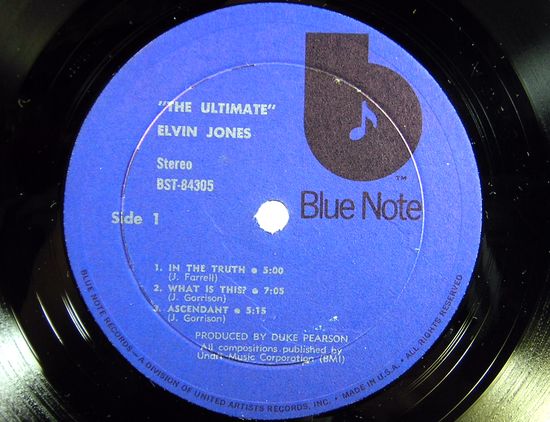 "THE ULTIMATE"
ELVIN JONES
Stereo
BST-84305
Side 1
TM
Blue Note
1. IN THE TRUTH • 5:00
(J. Farrell)
2. WHAT IS THIS? • 7:05
(J. Gorrison)
3. ASCENDANT • 5:15
(J. Gorrison)
PRODUCED BY DUKE PEARSON
All compositions published by
Unart Music Corporation (BMI)
BLUE NOTE RECORDS — A DIVISION OF UNITED ARTISTS RECORDS, INC. • MADE IN U.S.A. • ALL RIGHTS RESERVED